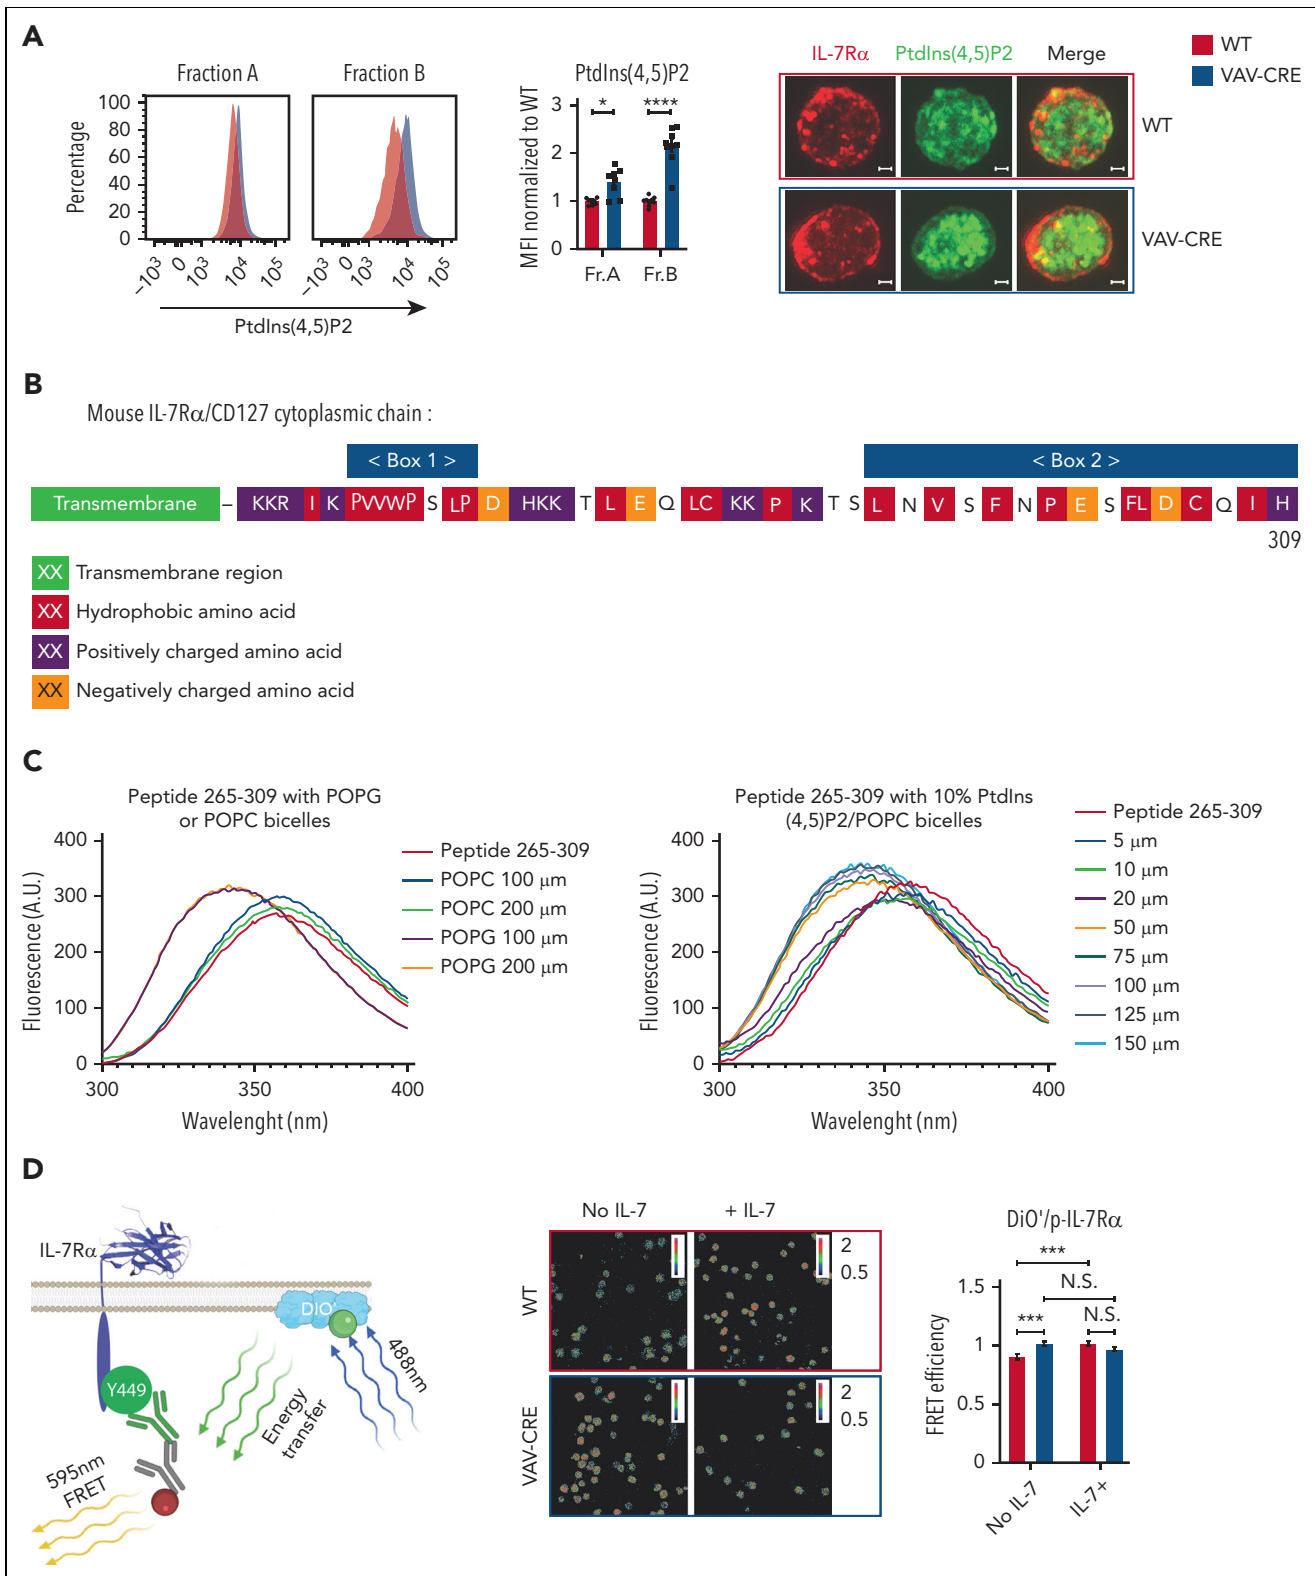 A
Fraction A
Fraction B
Percentage
100
80
60
40
20
0
−10³
0
10³
10⁴
10⁵
−10³
0
10³
10⁴
10⁵
PtdIns(4,5)P2
PtdIns(4,5)P2
MFI normalized to WT
3
2
1
0
*
****
Fr.A
Fr.B
IL-7Rα
PtdIns(4,5)P2
Merge
WT
VAV-CRE
WT
VAV-CRE
B
Mouse IL-7Rα/CD127 cytoplasmic chain :
< Box 1 >
< Box 2 >
Transmembrane – KKR I K PVVWP S LP D HKK T L E Q LC KK P K T S L N V S F N P E S FL D C Q I H
309
XX Transmembrane region
XX Hydrophobic amino acid
XX Positively charged amino acid
XX Negatively charged amino acid
C
Peptide 265-309 with POPG
or POPC bicelles
Fluorescence (A.U.)
400
300
200
100
0
300
350
400
Wavelenght (nm)
Peptide 265-309
POPC 100 μm
POPC 200 μm
POPG 100 μm
POPG 200 μm
Peptide 265-309 with 10% PtdIns
(4,5)P2/POPC bicelles
Fluorescence (A.U.)
400
300
200
100
0
300
350
400
Wavelenght (nm)
Peptide 265-309
5 μm
10 μm
20 μm
50 μm
75 μm
100 μm
125 μm
150 μm
D
IL-7Rα
DIO'
Y449
488nm
Energy
transfer
595nm
FRET
No IL-7
+ IL-7
WT
VAV-CRE
2
0.5
2
0.5
DiO'/p-IL-7Rα
FRET efficiency
1.5
1
0.5
0
***
N.S.
***
N.S.
No IL-7
IL-7+